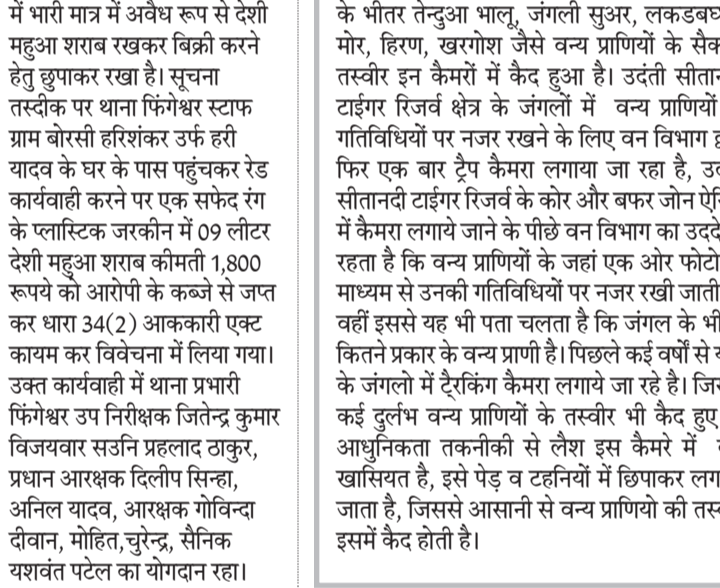 में भारी मात्र में अवैध रूप से देशी
महुआ शराब रखकर बिक्री करने
हेतु छुपाकर रखा है। सूचना
तस्दीक पर थाना फिंगेश्वर स्टाफ
ग्राम बोरसी हरिशंकर उर्फ हरी
यादव के घर के पास पहुंचकर रेड
कार्यवाही करने पर एक सफेद रंग
के प्लास्टिक जरकीन में 09 लीटर
देशी महुआ शराब कीमती 1,800
रूपये को आरोपी के कब्जे से जप्त
कर धारा 34(2) आककारी एक्ट
कायम कर विवेचना में लिया गया।
उक्त कार्यवाही में थाना प्रभारी
फिंगेश्वर उप निरीक्षक जितेन्द्र कुमार
विजयवार सउनि प्रहलाद ठाकुर,
प्रधान आरक्षक दिलीप सिन्हा,
अनिल यादव, आरक्षक गोविन्दा
दीवान, मोहित,चुरेन्द्र, सैनिक
यशवंत पटेल का योगदान रहा।
के भीतर तेन्दुआ भालू, जंगली सुअर,
मोर, हिरण, खरगोश जैसे वन्य प्राणियों के
तस्वीर इन कैमरों में कैद हुआ है। उदंती
टाईगर रिजर्व क्षेत्र के जंगलों में वन्य प्राणियों
गतिविधियों पर नजर रखने के लिए वन विभाग
फिर एक बार ट्रैप कैमरा लगाया जा रहा है,
सीतानदी टाईगर रिजर्व के कोर और बफर जोन
में कैमरा लगाये जाने के पीछे वन विभाग का
रहता है कि वन्य प्राणियों के जहां एक ओर फोटो
माध्यम से उनकी गतिविधियों पर नजर रखी जाती
वहीं इससे यह भी पता चलता है कि जंगल के
कितने प्रकार के वन्य प्राणी है। पिछले कई वर्षों से
के जंगलो में टै्रकिंग कैमरा लगाये जा रहे है।
कई दुर्लभ वन्य प्राणियों के तस्वीर भी कैद हुए
आधुनिकता तकनीकी से लैश इस कैमरे में
खासियत है, इसे पेड़ व टहनियों में छिपाकर
जाता है, जिससे आसानी से वन्य प्राणियो की
इसमें कैद होती है।